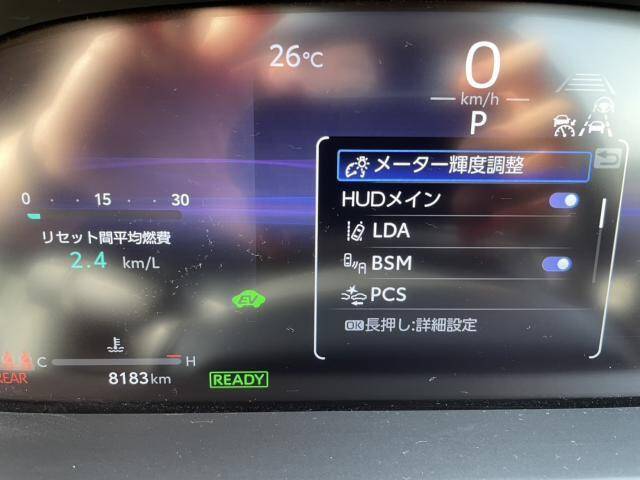 26℃
0
km/h
P
0 15 30
リセット間平均燃費
2.4 km/L
メーター輝度調整
HUDメイン
LDA
BSM
PCS
OK長押し:詳細設定
EV
C H
REAR
8183km
READY